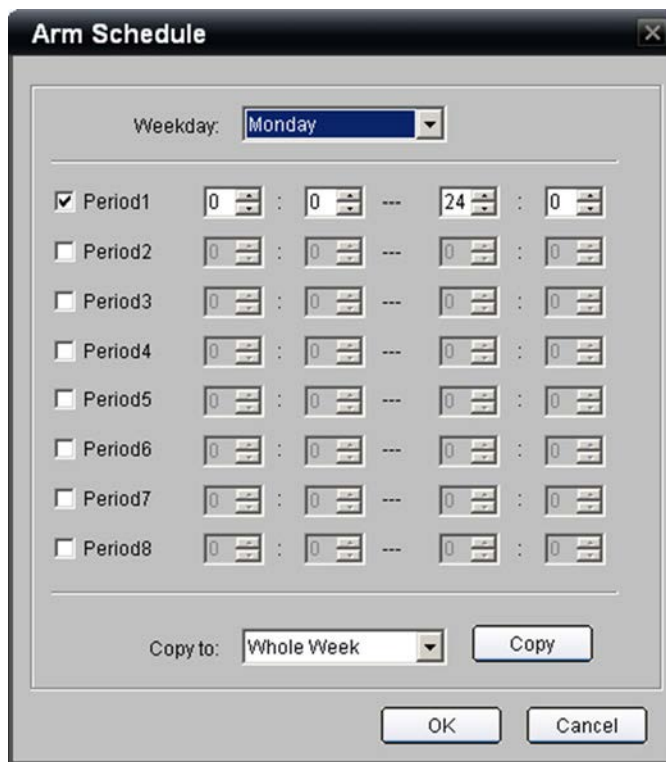 Arm Schedule
Weekday: Monday
Period1 0 : 0 --- 24 : 0
Period2 0 : 0 --- 0 : 0
Period3 0 : 0 --- 0 : 0
Period4 0 : 0 --- 0 : 0
Period5 0 : 0 --- 0 : 0
Period6 0 : 0 --- 0 : 0
Period7 0 : 0 --- 0 : 0
Period8 0 : 0 --- 0 : 0
Copy to: Whole Week Copy
OK Cancel